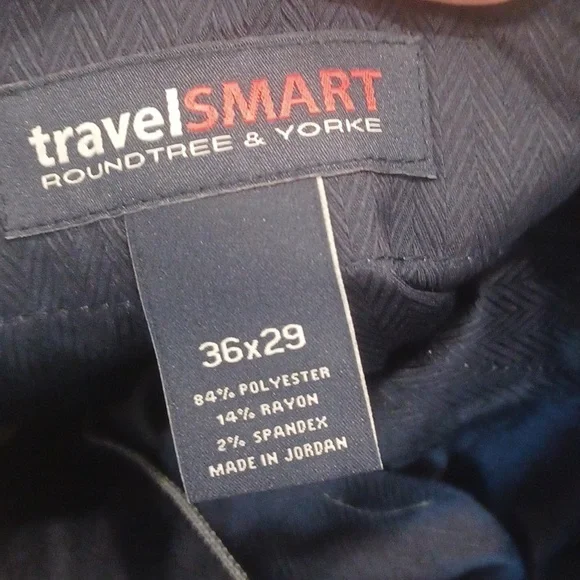 travelSMART
ROUNDTREE & YORKE
36x29
84% POLYESTER
14% RAYON
2% SPANDEX
MADE IN JORDAN